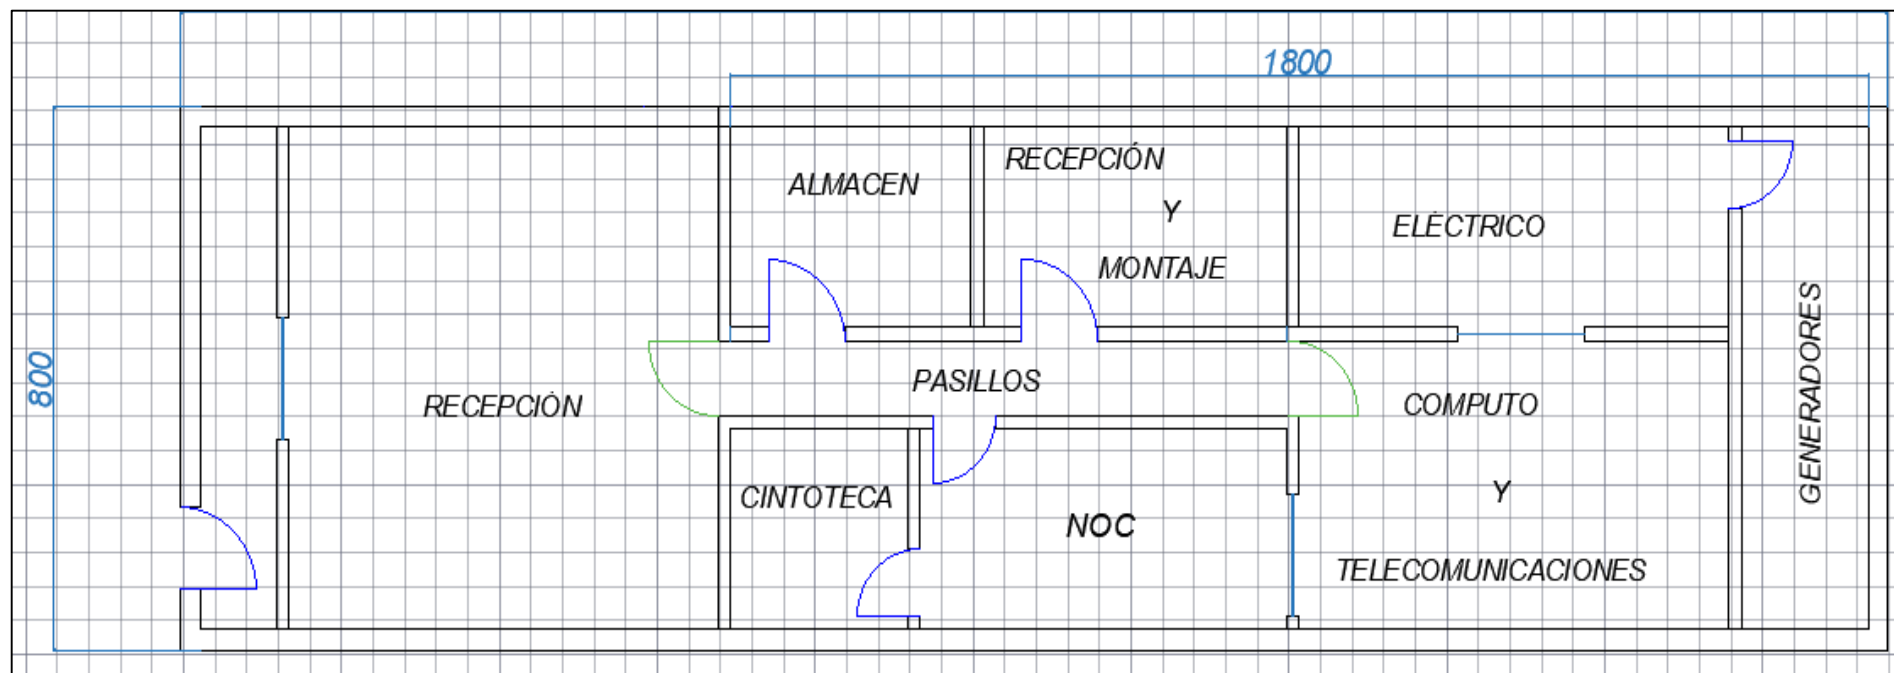 1800
RECEPCIÓN
Y
MONTAJE
ALMACEN
ELÉCTRICO
GENERADORES
800
RECEPCIÓN
PASILLOS
COMPUTO
Y
TELECOMUNICACIONES
CINTOTECA
NOC